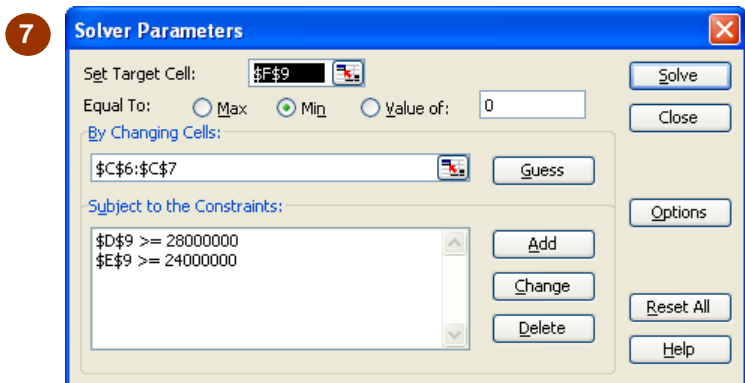 7
Solver Parameters
Set Target Cell: $F$9
Solve
Equal To: Max Min Value of: 0
Close
By Changing Cells:
$C$6:$C$7
Guess
Subject to the Constraints:
Options
$D$9 >= 28000000
$E$9 >= 24000000
Add
Change
Reset All
Delete
Help